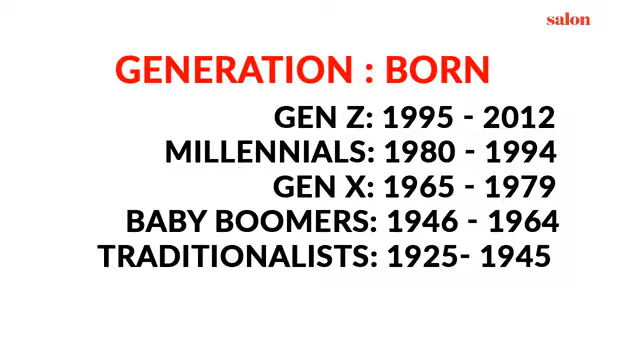 salon
GENERATION : BORN
GEN Z: 1995 - 2012
MILLENNIALS: 1980 - 1994
GEN X: 1965 - 1979
BABY BOOMERS: 1946 - 1964
TRADITIONALISTS: 1925- 1945